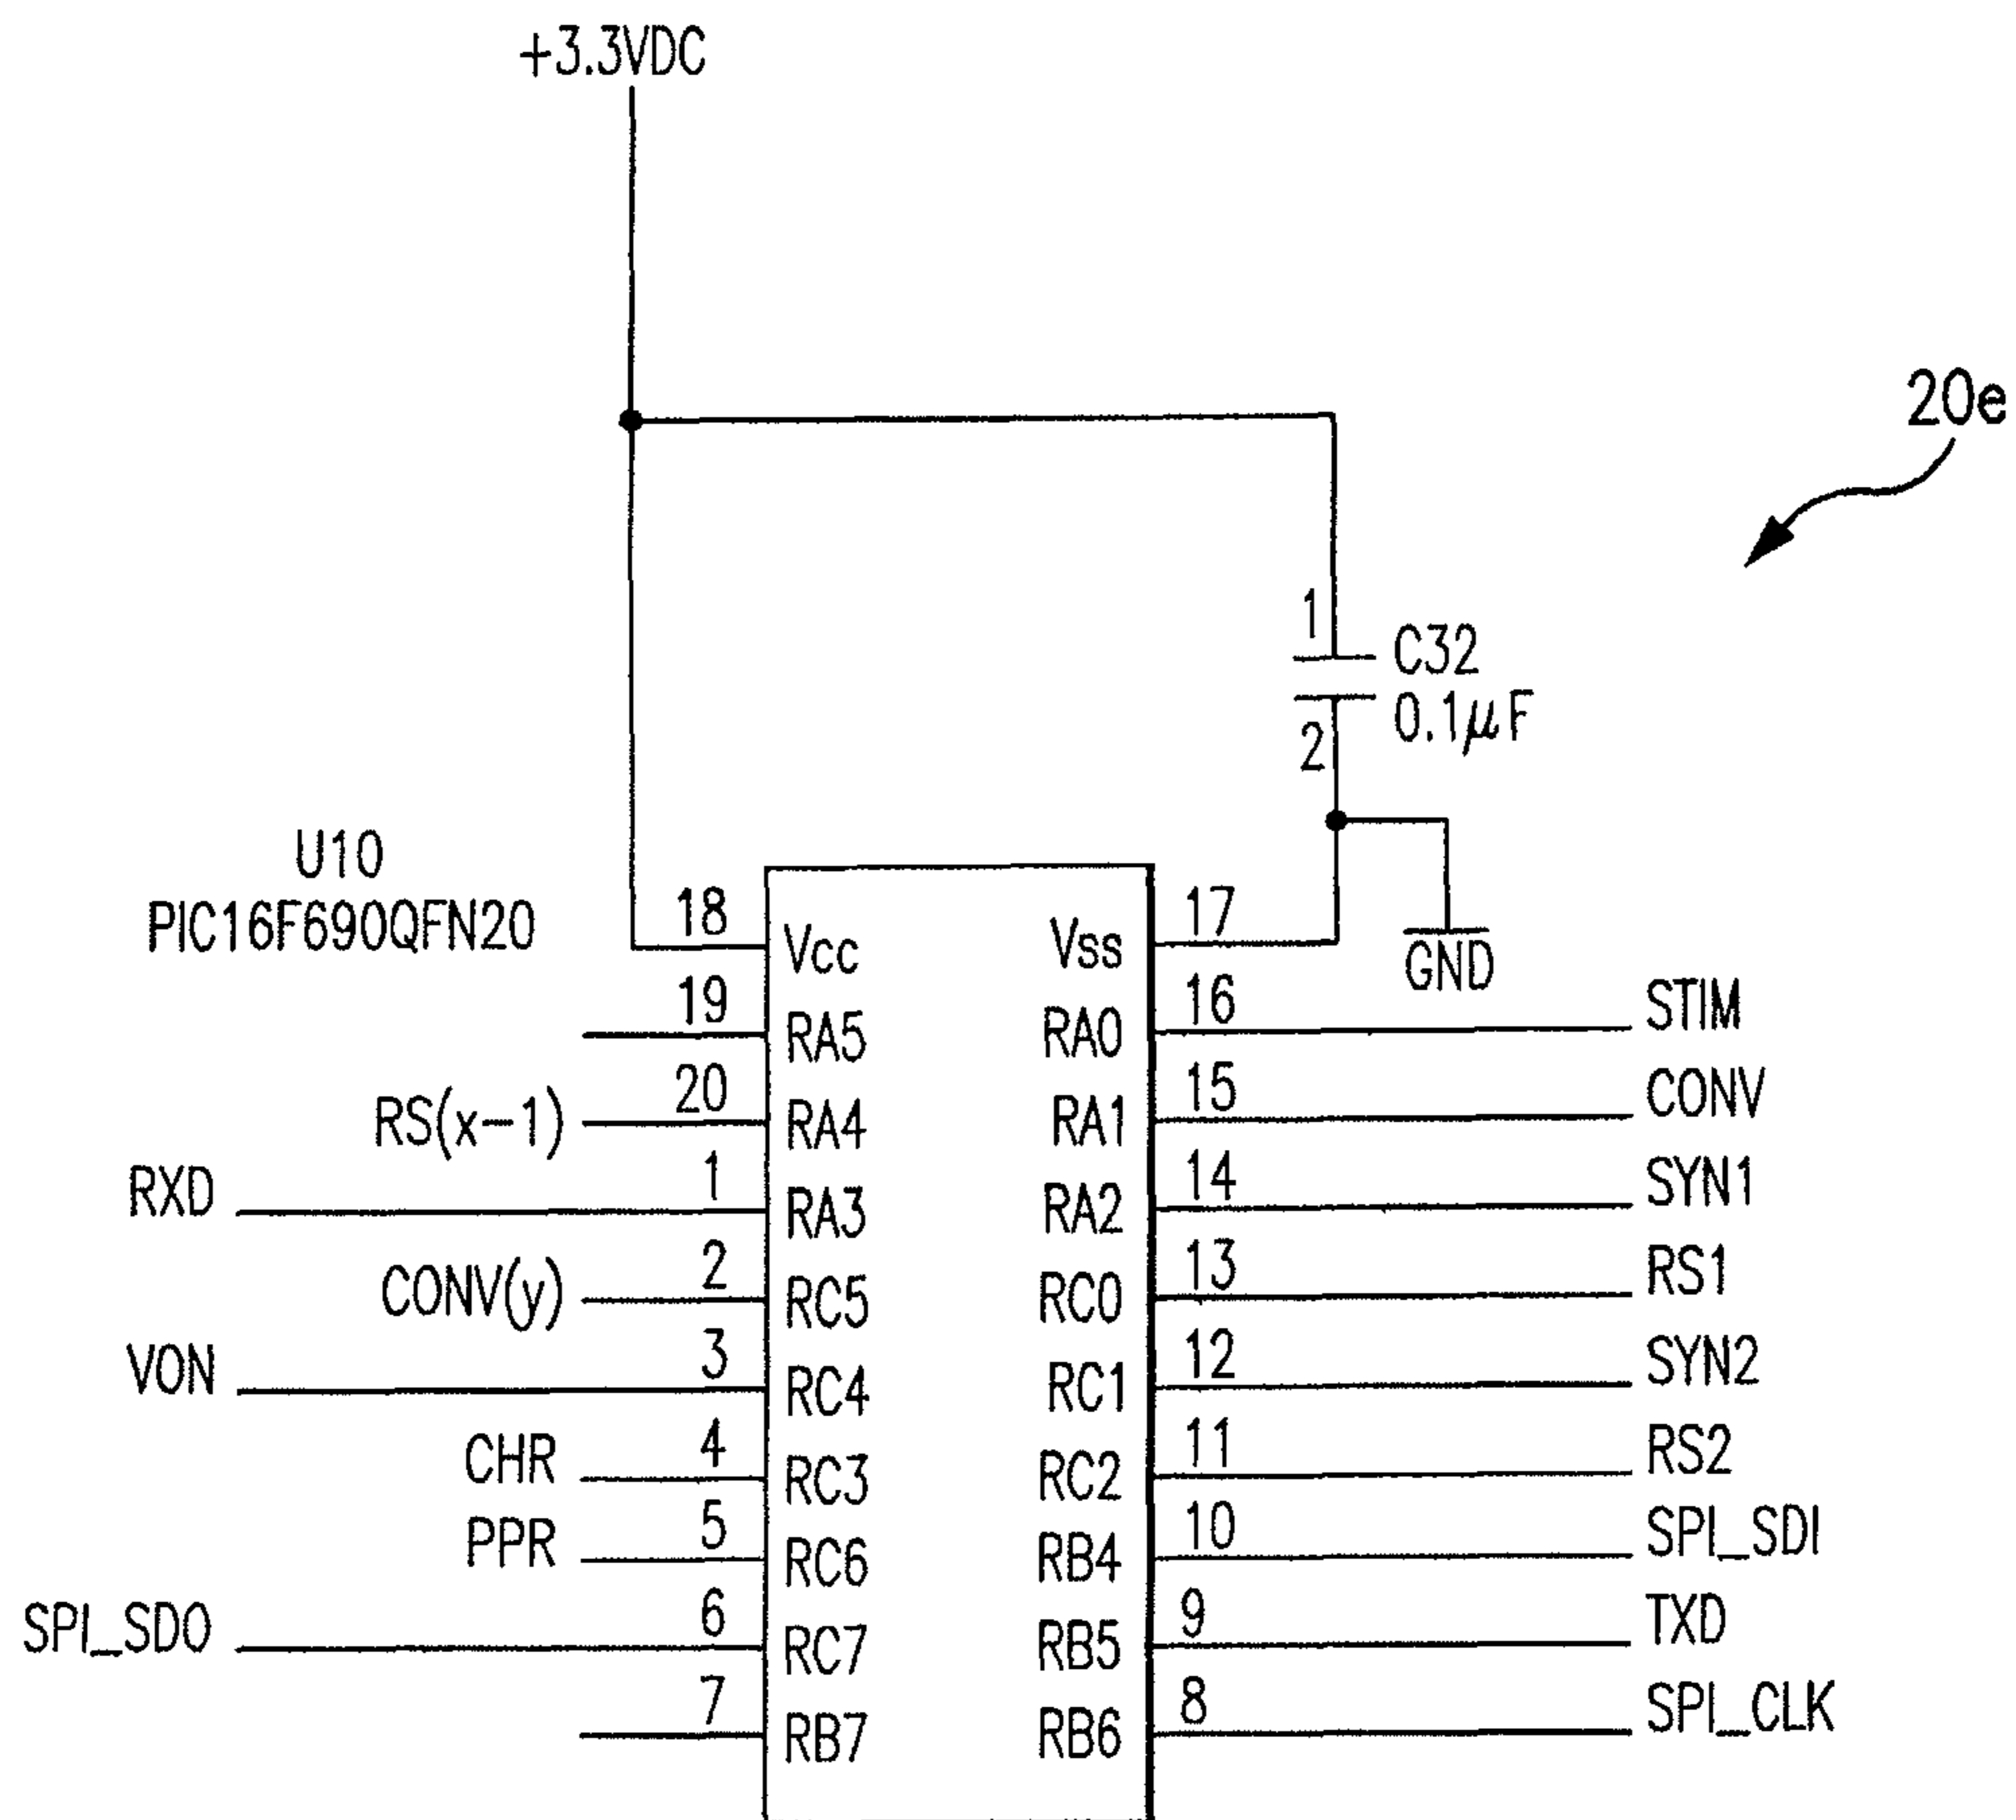 +3.3VDC
20e
1
C32
0.1µF
2
U10
PIC16F690QFN20
GND
18 Vcc
Vss 17
19 RA5
RA0 16 STIM
RS(x-1) 20 RA4
RA1 15 CONV
RXD 1 RA3
RA2 14 SYN1
CONV(y) 2 RC5
RC0 13 RS1
VON 3 RC4
RC1 12 SYN2
CHR 4 RC3
RC2 11 RS2
PPR 5 RC6
RB4 10 SPI_SDI
SPI_SDO 6 RC7
RB5 9 TXD
7 RB7
RB6 8 SPI_CLK